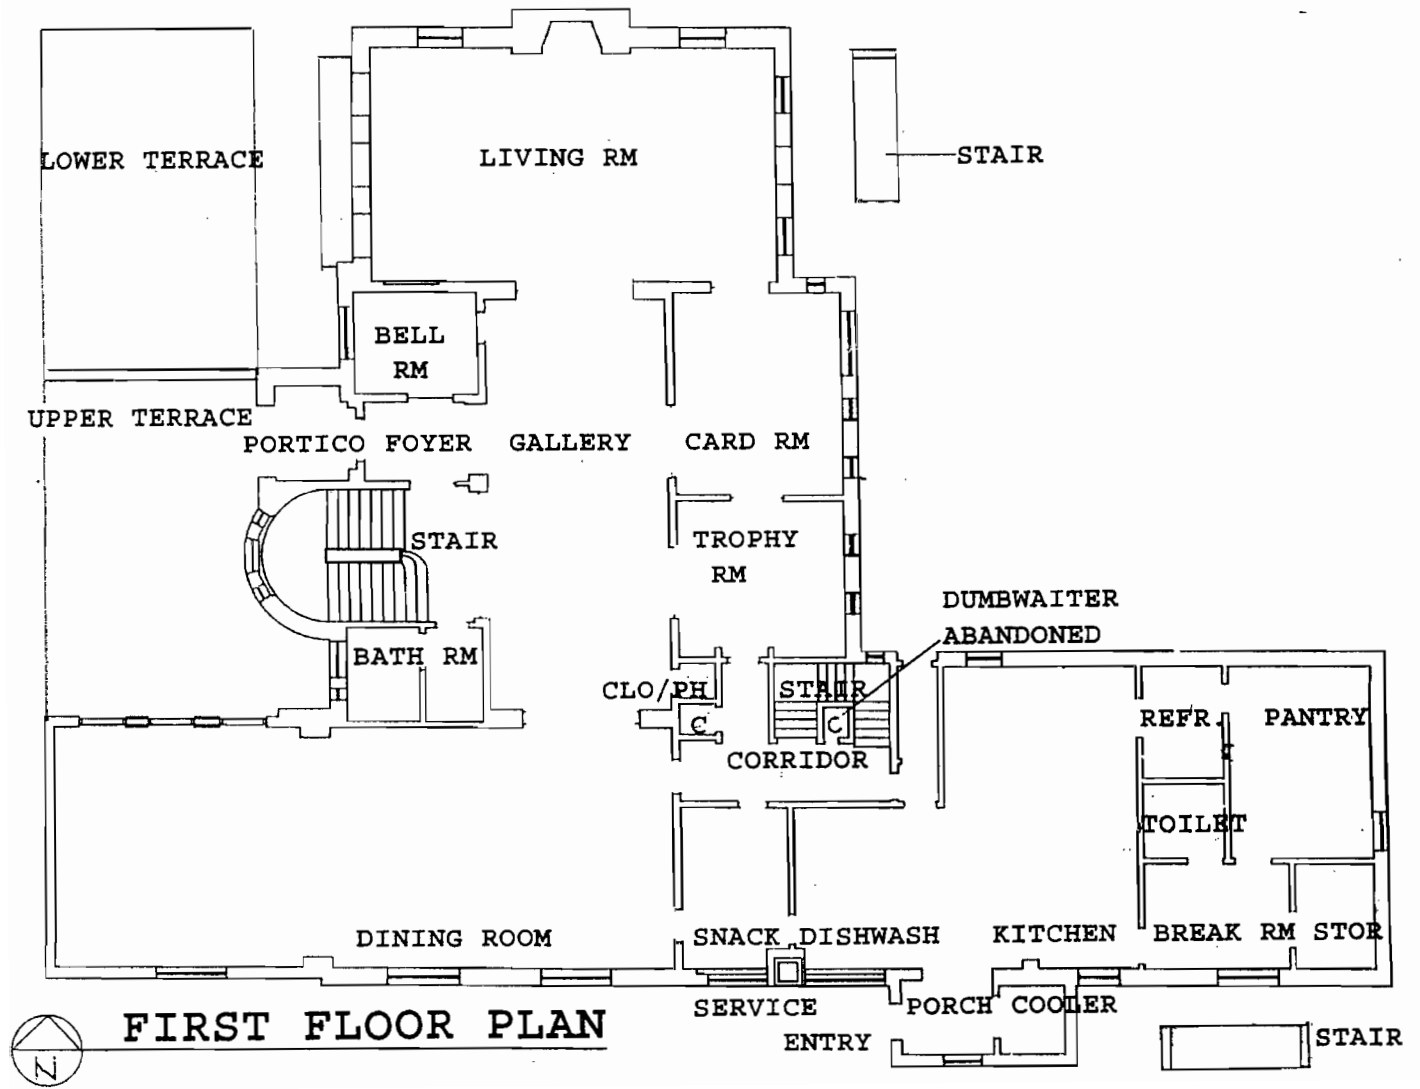 LOWER TERRACE
LIVING RM
STAIR
BELL
RM
UPPER TERRACE
PORTICO FOYER GALLERY CARD RM
STAIR
TROPHY
RM
DUMBWAITER
ABANDONED
BATH RM
CLO/PH
STAIR
C
C
REFR.
PANTRY
CORRIDOR
TOILET
DINING ROOM
SNACK DISHWASH
KITCHEN
BREAK RM
STOR
SERVICE
PORCH COOLER
ENTRY
STAIR
FIRST FLOOR PLAN
N